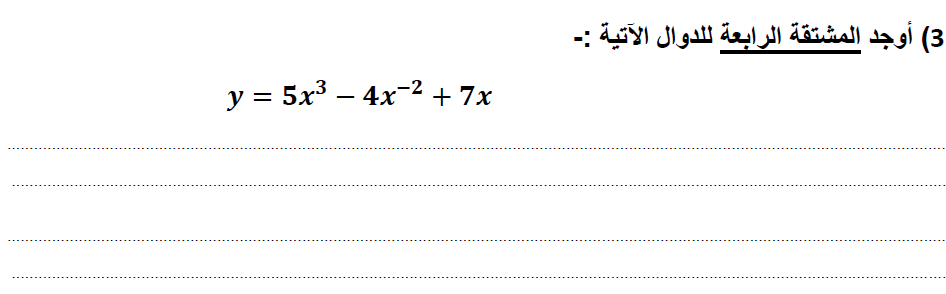 3) أوجد المشتقة الرابعة للدوال الآتية :-
y = 5x³ − 4x⁻² + 7x